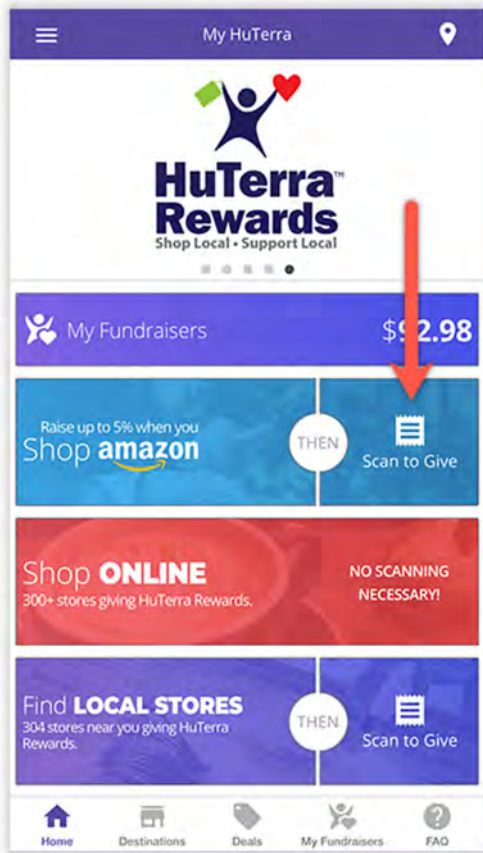 My HuTerra
HuTerra™
Rewards
Shop Local • Support Local
My Fundraisers
$92.98
Raise up to 5% when you
Shop amazon
THEN
Scan to Give
Shop ONLINE
300+ stores giving HuTerra Rewards.
NO SCANNING
NECESSARY!
Find LOCAL STORES
304 stores near you giving HuTerra
Rewards.
THEN
Scan to Give
Home
Destinations
Deals
My Fundraisers
FAQ